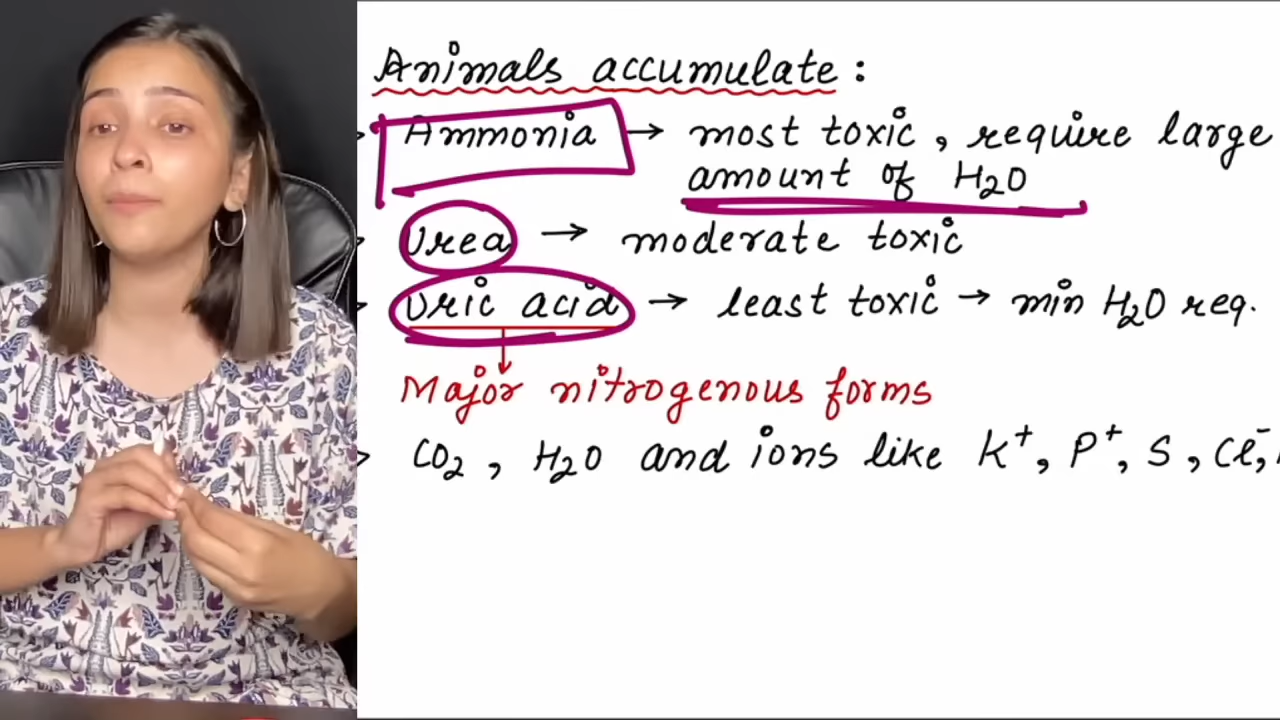 Animals accumulate :
Ammonia → most toxic , require large
amount of H2O
Urea → moderate toxic
Uric acid → least toxic → min H2O req.
Major nitrogenous forms
CO2 , H2O and ions like K+, P+, S , Cl-,